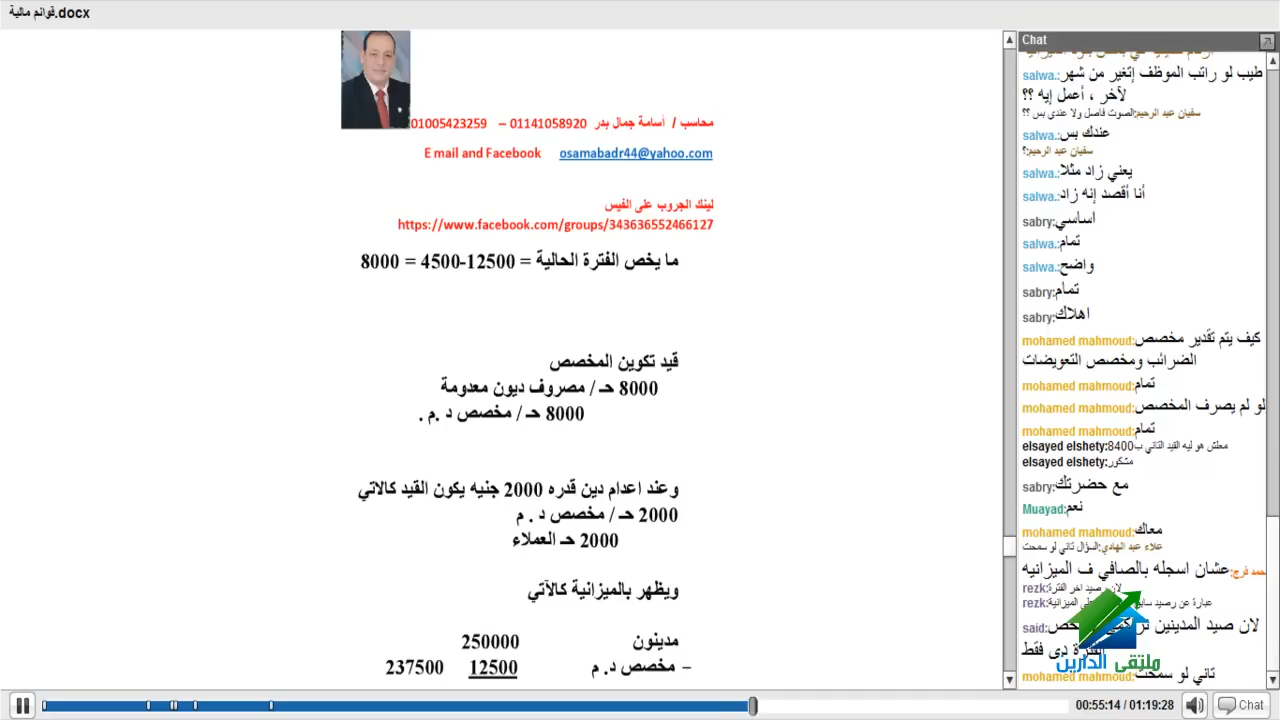 قوائم مالية.docx
محاسب / أسامة جمال بدر 01141058920 – 01005423259
E mail and Facebook osamabadr44@yahoo.com
لينك الجروب على الفيس
https://www.facebook.com/groups/343636552466127
ما يخص الفترة الحالية = 12500-4500 = 8000
قيد تكوين المخصص
8000 حـ / مصروف ديون معدومة
8000 حـ / مخصص د .م .
وعند اعدام دين قدره 2000 جنيه يكون القيد كالاتي
2000 حـ / مخصص د . م
2000 حـ العملاء
ويظهر بالميزانية كالآتي
مدينون 250000
– مخصص د. م 12500 237500
Chat
salwa.: طيب لو راتب الموظف إتغير من شهر
لآخر ، أعمل إيه ؟؟
سفيان عبد الرحيم: الصوت فاصل ولا عندي بس ؟؟
salwa.: عندك بس
سفيان عبد الرحيم: ؟
salwa.: يعني زاد مثلا
salwa.: أنا أقصد إنه زاد
sabry: اساسي
salwa.: تمام
salwa.: واضح
sabry: تمام
sabry: اهلاك
mohamed mahmoud: كيف يتم تقدير مخصص
الضرائب ومخصص التعويضات
mohamed mahmoud: تمام
mohamed mahmoud: لو لم يصرف المخصص
mohamed mahmoud: تمام
elsayed elshety: معلش هو ليه القيد التاني ب8400
elsayed elshety: مشكور
sabry: مع حضرتك
Muayad: نعم
mohamed mahmoud: معاك
علاء عبد الهادي: السؤال تاني لو سمحت
حمد فرج: عشان اسجله بالصافي ف الميزانيه
rezk: لان رصيد اخر الفترة
rezk: عبارة عن رصيد سابق الميزانية
said: لان صيد المدينين
الفترة دى فقط
mohamed mahmoud: تاني لو سمحت
ملتقى الدارين
00:55:14 / 01:19:28
Chat